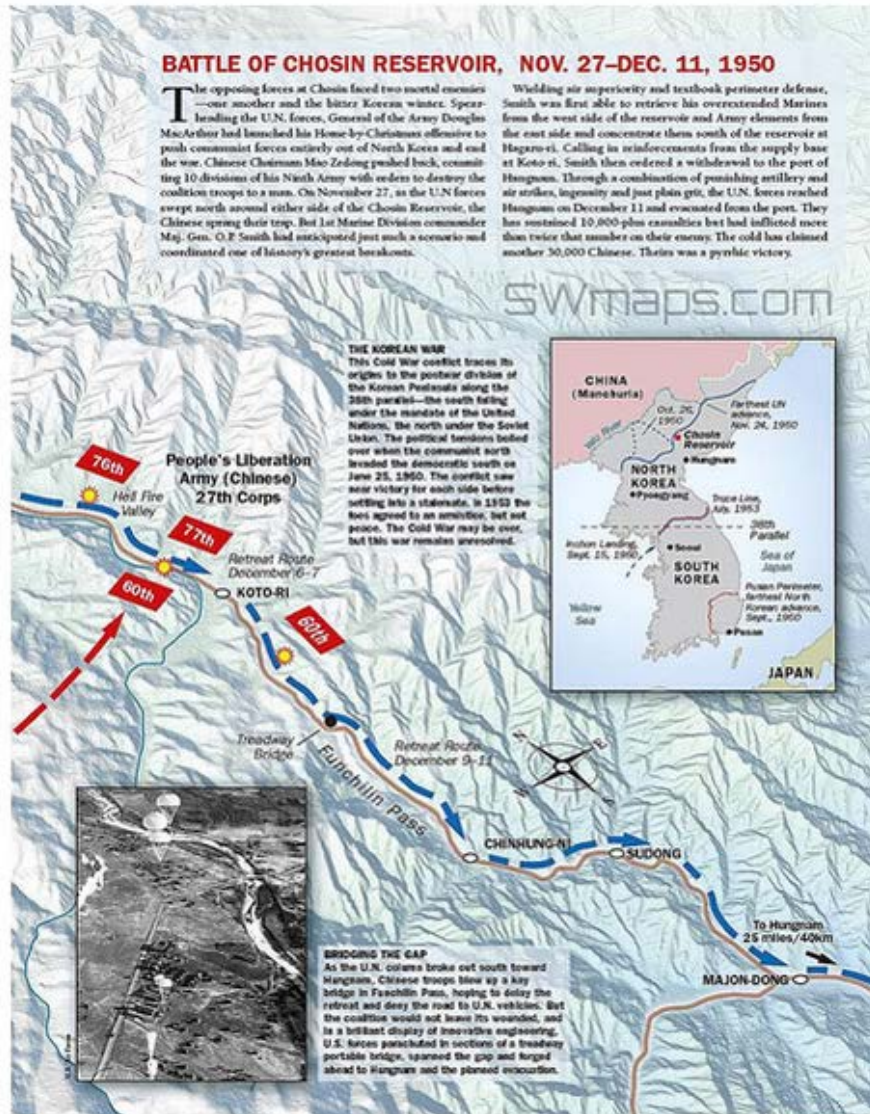 BATTLE OF CHOSIN RESERVOIR, NOV. 27–DEC. 11, 1950
The opposing forces at Chosin faced two mortal enemies
—one another and the bitter Korean winter. Spear-
heading the U.N. forces, General of the Army Douglas
MacArthur had launched his Home-by-Christmas offensive to
push communist forces entirely out of North Korea and end
the war. Chinese Chairman Mao Zedong pushed back, commit-
ting 10 divisions of his Ninth Army with orders to destroy the
coalition troops to a man. On November 27, as the U.N forces
swept north around either side of the Chosin Reservoir, the
Chinese sprung their trap. But 1st Marine Division commander
Maj. Gen. O.P. Smith had anticipated just such a scenario and
coordinated one of history's greatest breakouts.
Wielding air superiority and textbook perimeter defense,
Smith was first able to retrieve his overextended Marines
from the west side of the reservoir and Army elements from
the east side and concentrate them south of the reservoir at
Hagaru-ri. Calling in reinforcements from the supply base
at Koto-ri, Smith then ordered a withdrawal to the port of
Hungnam. Through a combination of punishing artillery and
air strikes, ingenuity and just plain grit, the U.N. forces reached
Hungnam on December 11 and evacuated from the port. They
has sustained 10,000-plus casualties but had inflicted more
than twice that number on their enemy. The cold has claimed
another 30,000 Chinese. Theirs was a pyrrhic victory.
SWmaps.com
THE KOREAN WAR
This Cold War conflict traces its
origins to the postwar division of
the Korean Peninsula along the
38th parallel—the south falling
under the mandate of the United
Nations, the north under the Soviet
Union. The political tensions boiled
over when the communist north
invaded the democratic south on
June 25, 1950. The conflict saw
near victory for each side before
settling into a stalemate. In 1953 the
foes agreed to an armistice, but not
peace. The Cold War may be over,
but this war remains unresolved.
CHINA
(Manchuria)
Oct. 26,
1950
Farthest UN
advance,
Nov. 24, 1950
Yalu River
Chosin
Reservoir
Hungnam
NORTH
KOREA
Pyongyang
Truce Line,
July, 1953
38th
Parallel
Inchon Landing,
Sept. 15, 1950
Seoul
Sea of
Japan
SOUTH
KOREA
Pusan Perimeter,
farthest North
Korean advance,
Sept., 1950
Yellow
Sea
Pusan
JAPAN
76th
People's Liberation
Army (Chinese)
27th Corps
Hell Fire
Valley
77th
Retreat Route
December 6–7
60th
KOTO-RI
60th
Treadway
Bridge
Funchilin Pass
Retreat Route
December 9–11
N
E
W
S
CHINHUNG-NI
SUDONG
To Hungnam
25 miles/40km
MAJON-DONG
BRIDGING THE GAP
As the U.N. column broke out south toward
Hungnam, Chinese troops blew up a key
bridge in Funchilin Pass, hoping to delay the
retreat and deny the road to U.N. vehicles. But
the coalition would not leave its wounded, and
in a brilliant display of innovative engineering,
U.S. forces parachuted in sections of a treadway
portable bridge, spanned the gap and forged
ahead to Hungnam and the planned evacuation.